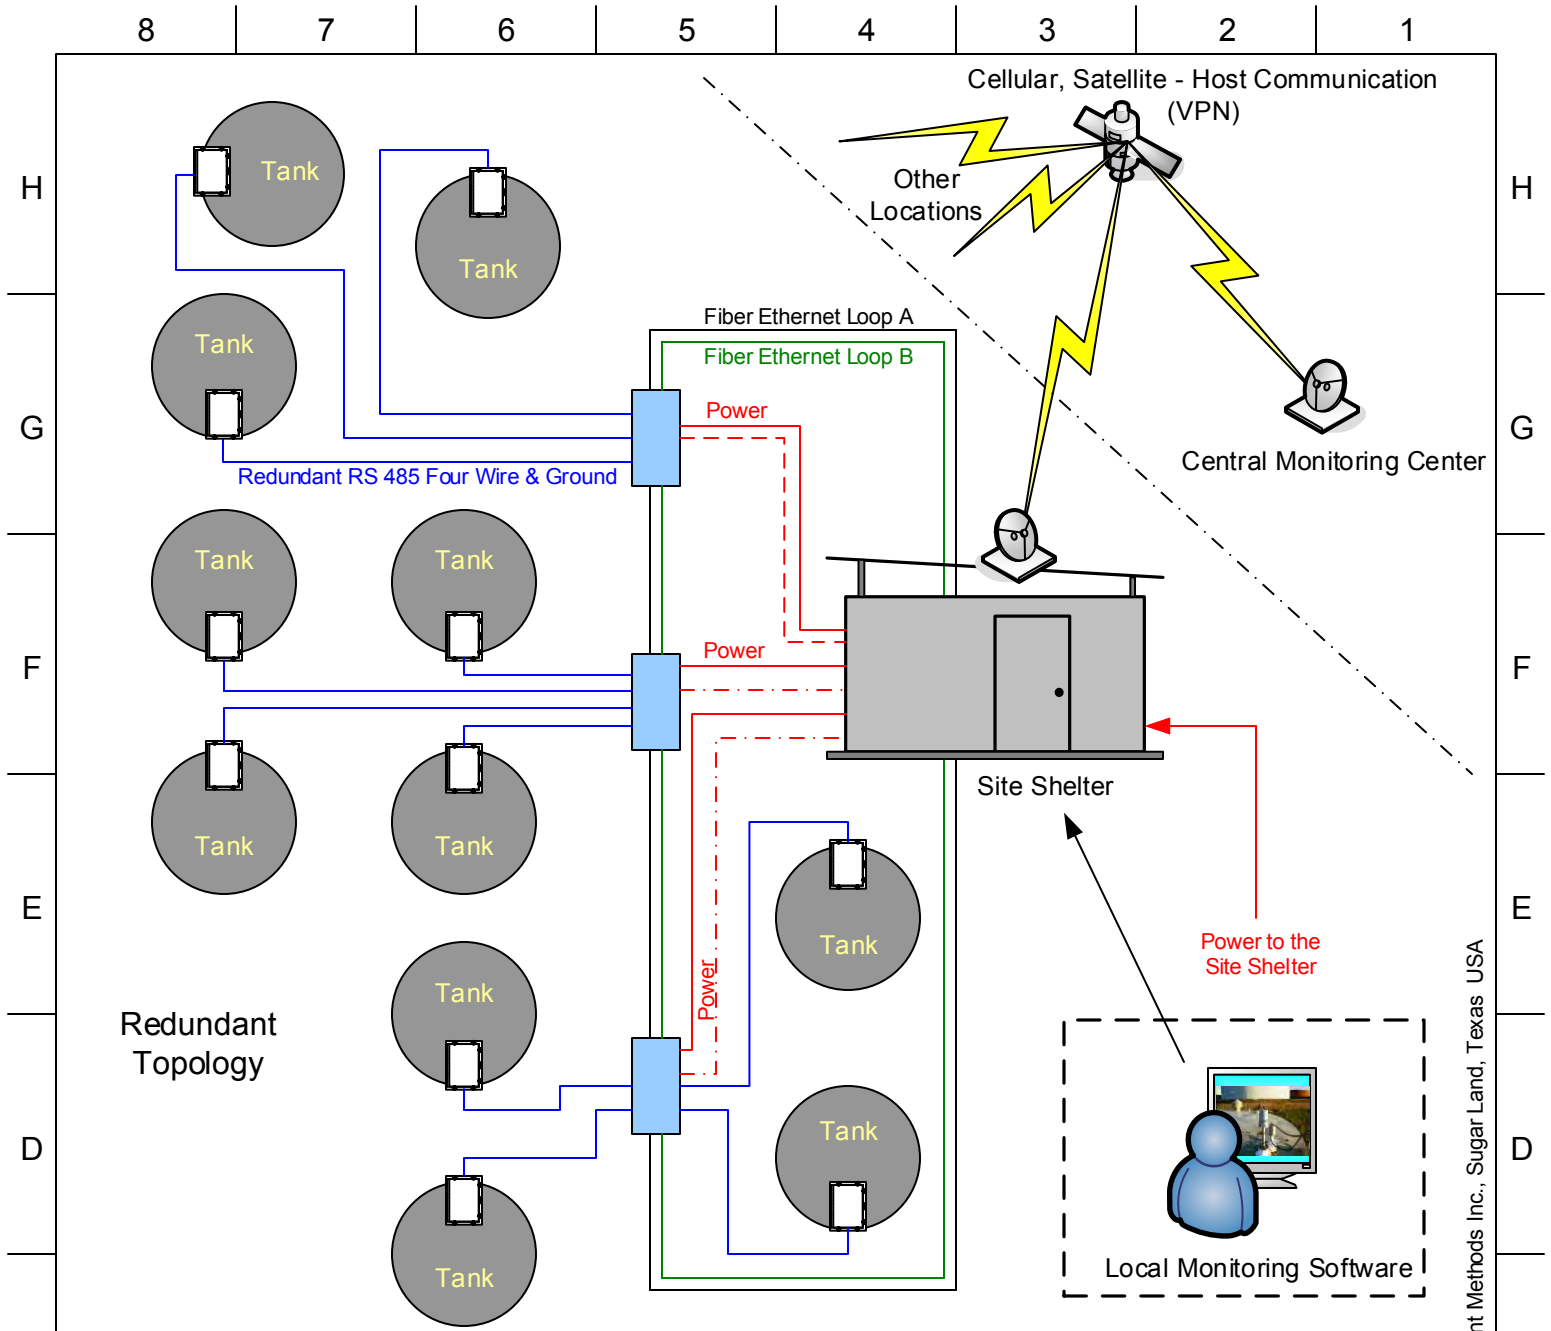 8 7 6 5 4 3 2 1
Cellular, Satellite - Host Communication
(VPN)
H
Tank
Other
Locations
H
Tank
Fiber Ethernet Loop A
Tank
Fiber Ethernet Loop B
G
Power
G
Central Monitoring Center
Redundant RS 485 Four Wire & Ground
Tank
Tank
F
Power
F
Site Shelter
Tank
Tank
E
E
Tank
Power to the
Site Shelter
Tank
Power
Redundant
Topology
D
Tank
D
Local Monitoring Software
Tank
Methods Inc., Sugar Land, Texas USA